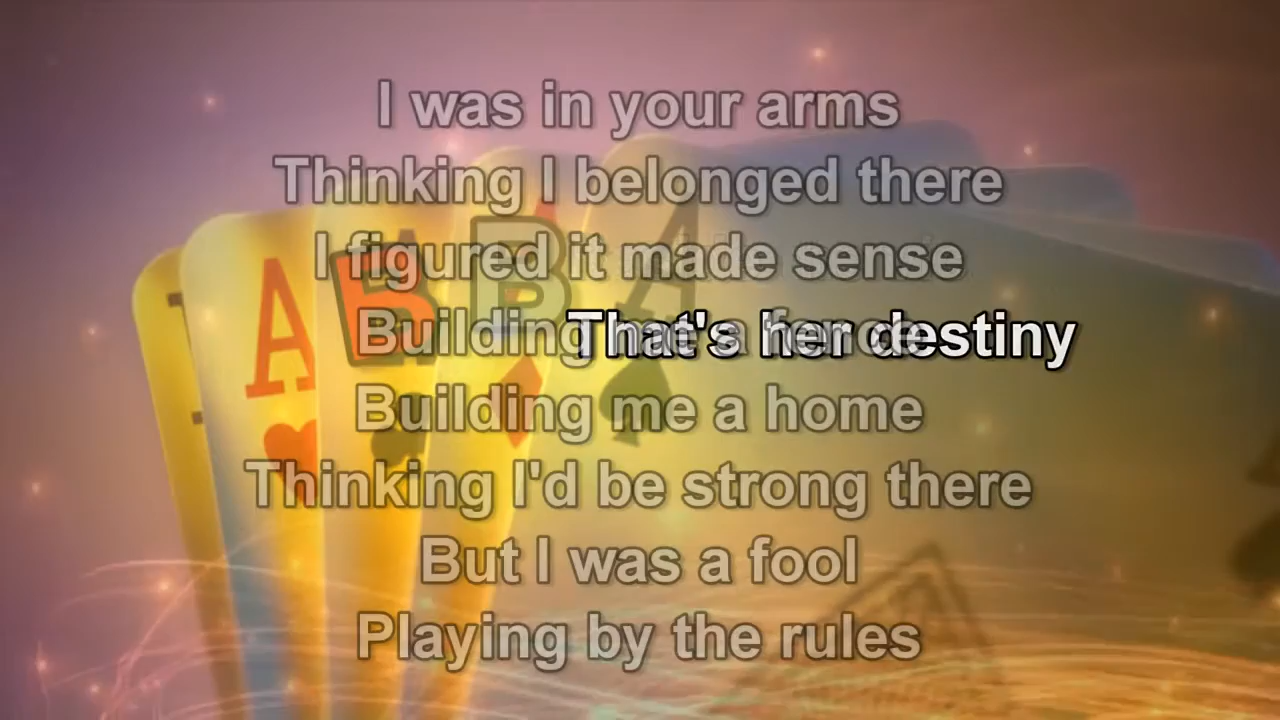 I was in your arms
Thinking I belonged there
I figured it made sense
Building me a fence
That's her destiny
Building me a home
Thinking I'd be strong there
But I was a fool
Playing by the rules
A
B
B
A